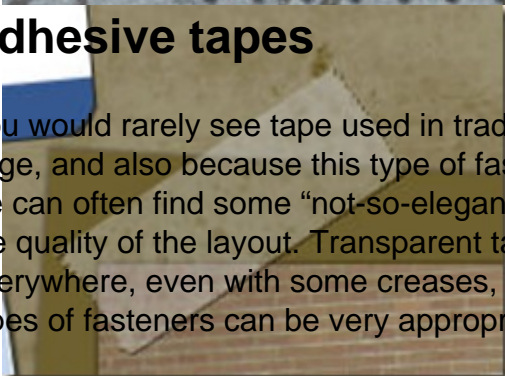 dhesive tapes
u would rarely see tape used in trad
ge, and also because this type of fas
e can often find some “not-so-elegan
e quality of the layout. Transparent ta
erywhere, even with some creases,
pes of fasteners can be very appropr